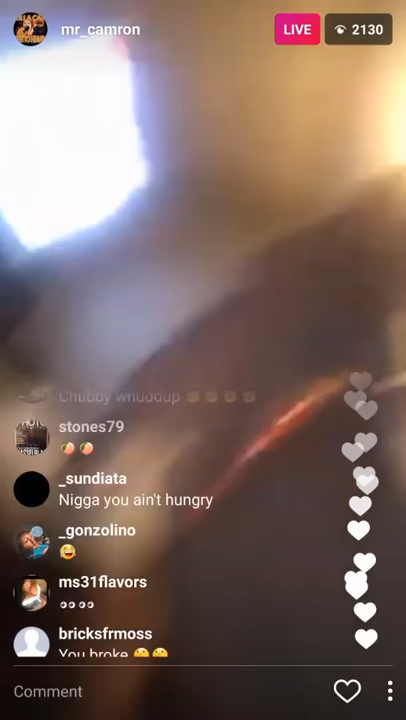 mr_camron
LIVE
2130
Chubby whuddup
stones79
🍑 🍑
_sundiata
Nigga you ain't hungry
_gonzolino
😂
ms31flavors
👀👀
bricksfrmoss
You broke
Comment